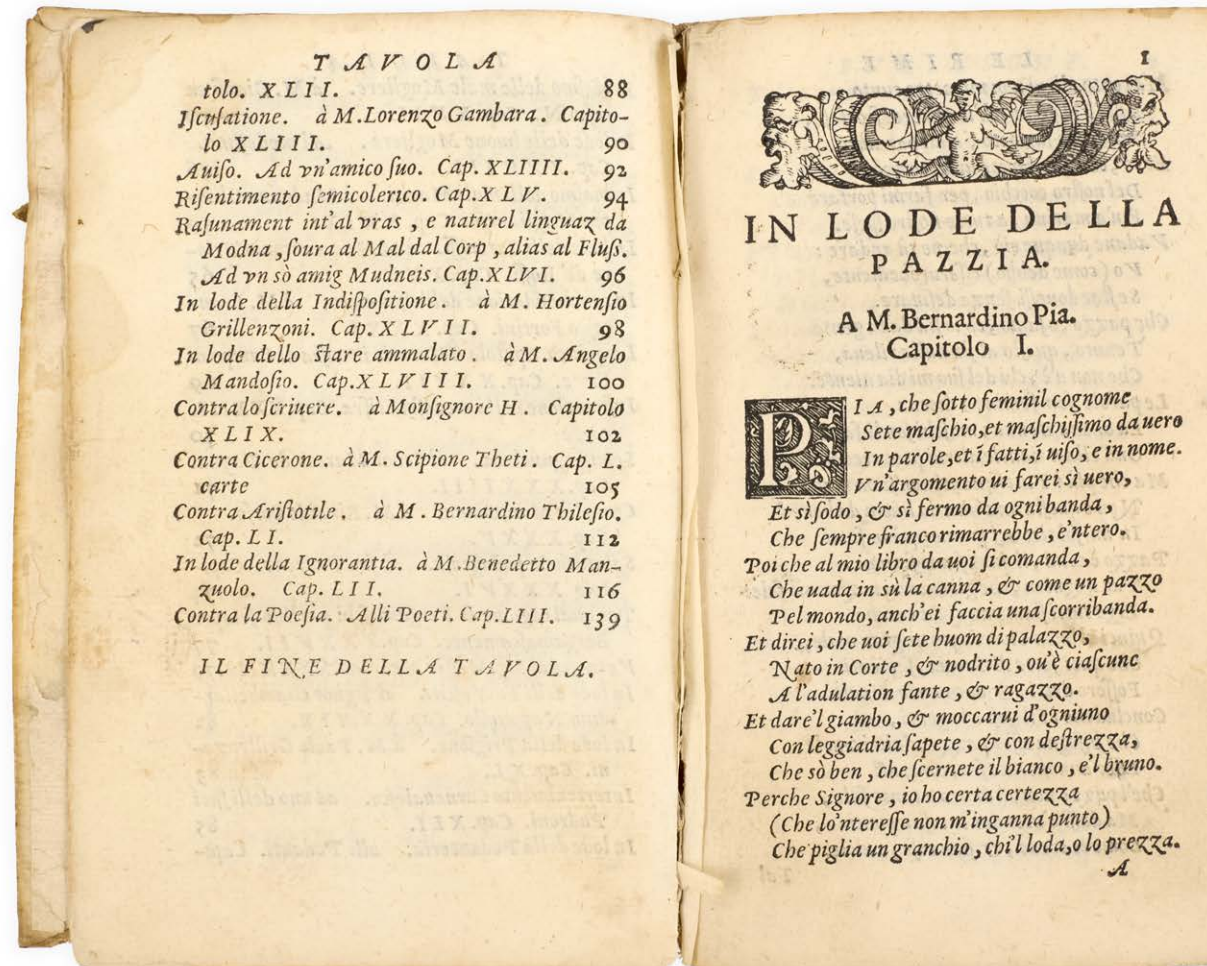 TAVOLA
tolo. XLII. 88
Iſcuſatione. à M. Lorenzo Gambara. Capito-
lo XLIII. 90
Auiſo. Ad vn'amico ſuo. Cap. XLIIII. 92
Riſentimento ſemicolerico. Cap. XLV. 94
Raſunament int'al vras, e naturel linguaz da
Modna, ſoura al Mal dal Corp, alias al Fluſſ.
Ad vn sò amig Mudneis. Cap. XLVI. 96
In lode della Indiſpoſitione. à M. Hortenſio
Grillenzoni. Cap. XLVII. 98
In lode dello ſtare ammalato. à M. Angelo
Mandoſio. Cap. XLVIII. 100
Contra lo ſcriuere. à Monſignore H. Capitolo
XLIX. 102
Contra Cicerone. à M. Scipione Theti. Cap. L.
carte 105
Contra Ariſtotile. à M. Bernardino Thileſio.
Cap. LI. 112
In lode della Ignorantia. à M. Benedetto Man-
zuolo. Cap. LII. 116
Contra la Poeſia. Alli Poeti. Cap. LIII. 139
IL FINE DELLA TAVOLA.
1
IN LODE DELLA
PAZZIA.
A M. Bernardino Pia.
Capitolo I.
PIA, che ſotto feminil cognome
Sete maſchio, et maſchijſſimo da uero
In parole, et ĩ fatti, ĩ uiſo, e in nome.
Vn'argomento ui farei sì uero,
Et sì ſodo, & sì fermo da ogni banda,
Che ſempre franco rimarrebbe, e'ntero.
Poi che al mio libro da uoi ſi comanda,
Che uada in sù la canna, & come un pazzo
Pel mondo, anch'ei faccia una ſcorribanda.
Et direi, che uoi ſete huom di palazzo,
Nato in Corte, & nodrito, ou'è ciaſcunc
A l'adulation fante, & ragazzo.
Et dare'l giambo, & moccarui d'ogniuno
Con leggiadria ſapete, & con deſtrezza,
Che sò ben, che ſcernete il bianco, e'l bruno.
Perche Signore, io ho certa certezza
(Che lo'ntereſſe non m'inganna punto)
Che piglia un granchio, chi'l loda, o lo prezza.
A